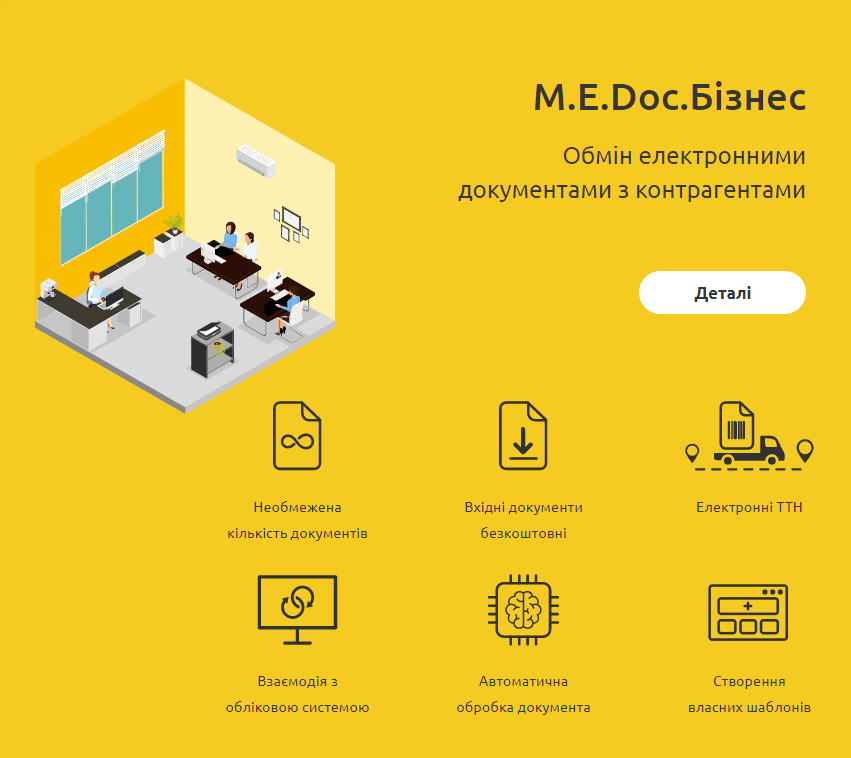 M.E.Doc.Бізнес
Обмін електронними
документами з контрагентами
Деталі
Необмежена
кількість документів
Вхідні документи
безкоштовні
Електронні ТТН
Взаємодія з
обліковою системою
Автоматична
обробка документа
Створення
власних шаблонів